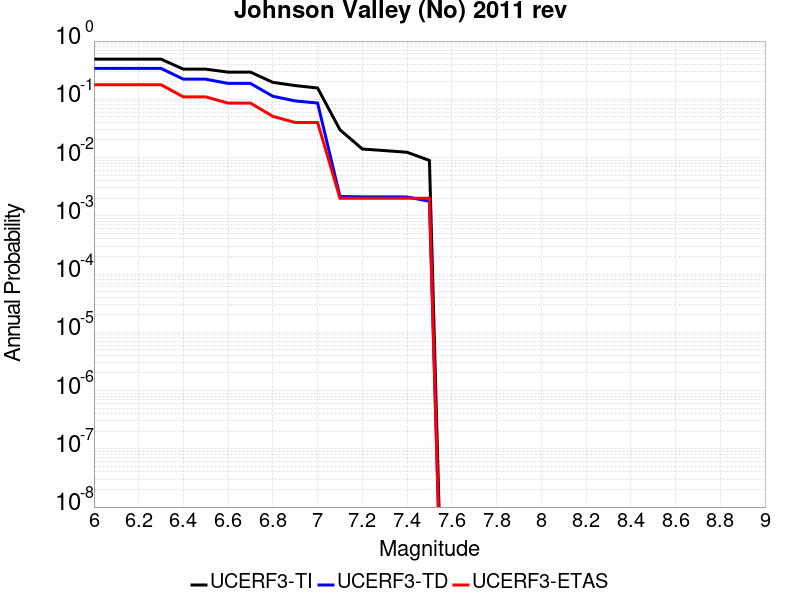 Johnson Valley (No) 2011 rev
10^0
10^-1
10^-2
10^-3
10^-4
10^-5
10^-6
10^-7
10^-8
Annual Probability
6 6.2 6.4 6.6 6.8 7 7.2 7.4 7.6 7.8 8 8.2 8.4 8.6 8.8 9
Magnitude
UCERF3-TI UCERF3-TD UCERF3-ETAS